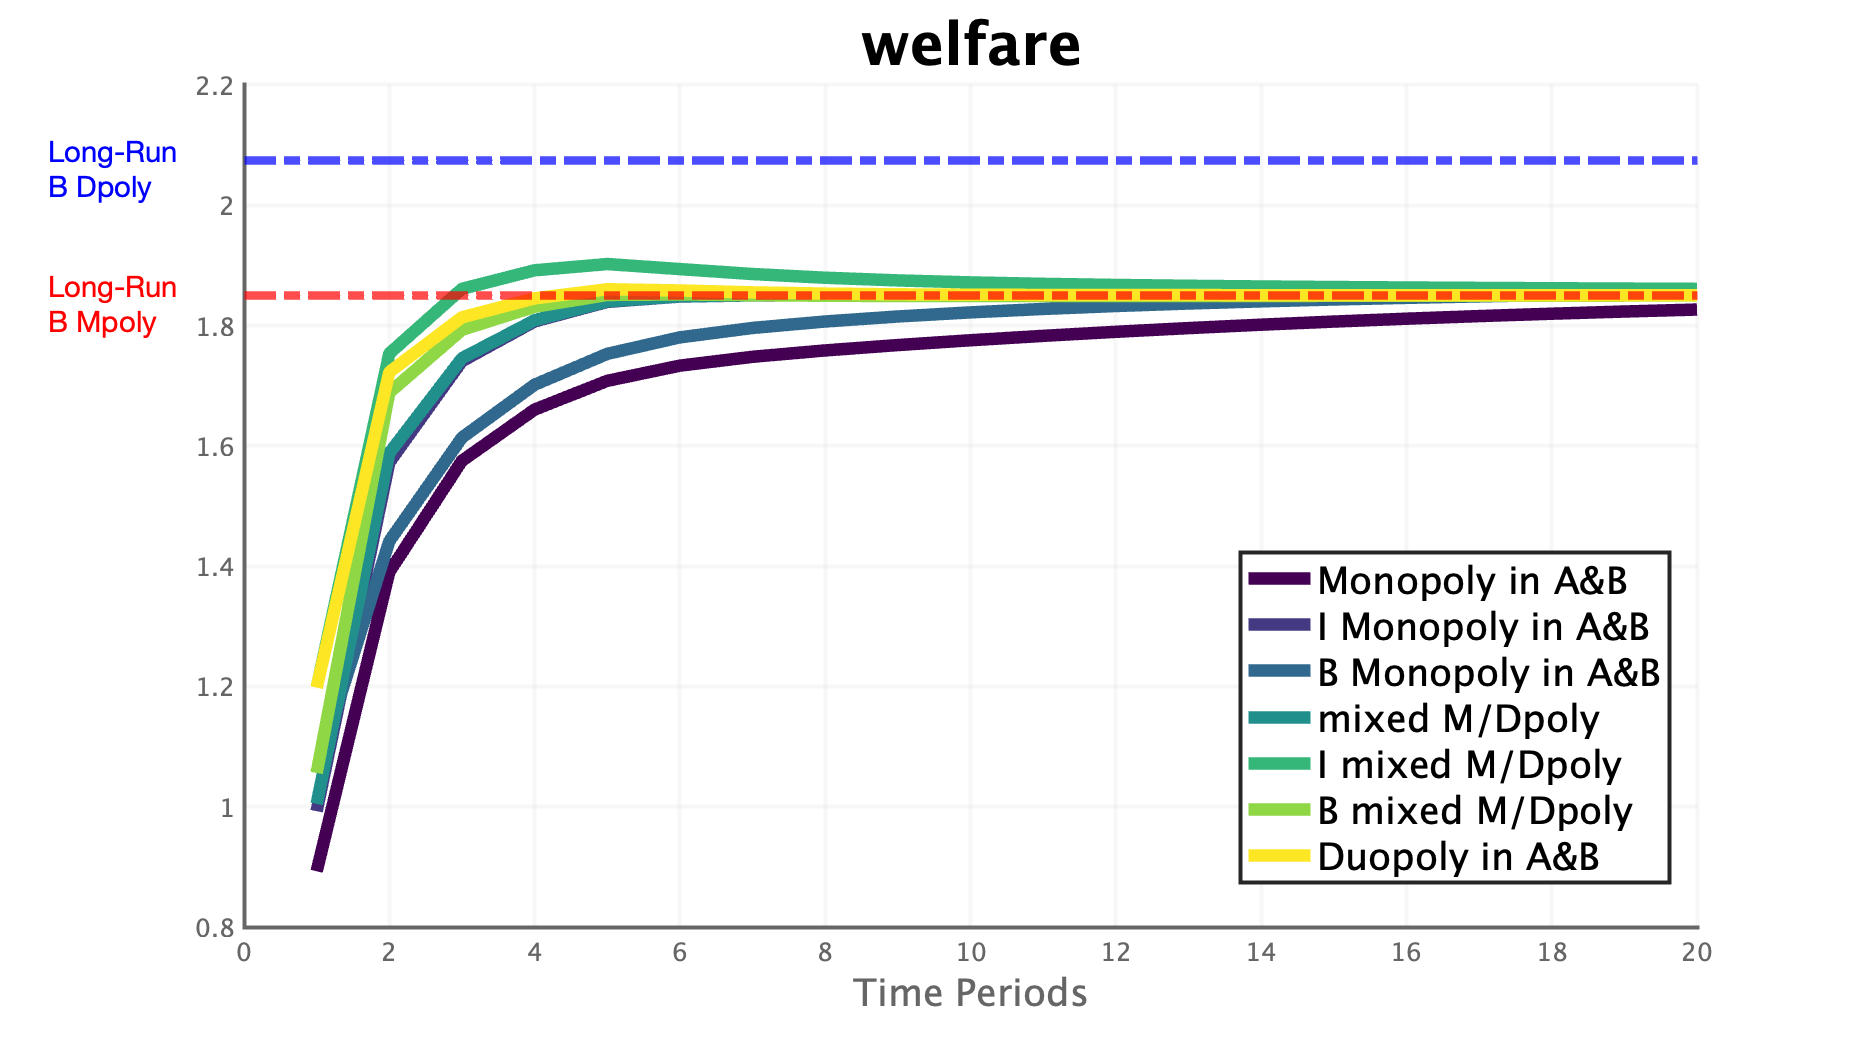 welfare
2.2
Long-Run
B Dpoly
2
Long-Run
B Mpoly
1.8
1.6
1.4
1.2
1
0.8
0 2 4 6 8 10 12 14 16 18 20
Time Periods
Monopoly in A&B
I Monopoly in A&B
B Monopoly in A&B
mixed M/Dpoly
I mixed M/Dpoly
B mixed M/Dpoly
Duopoly in A&B